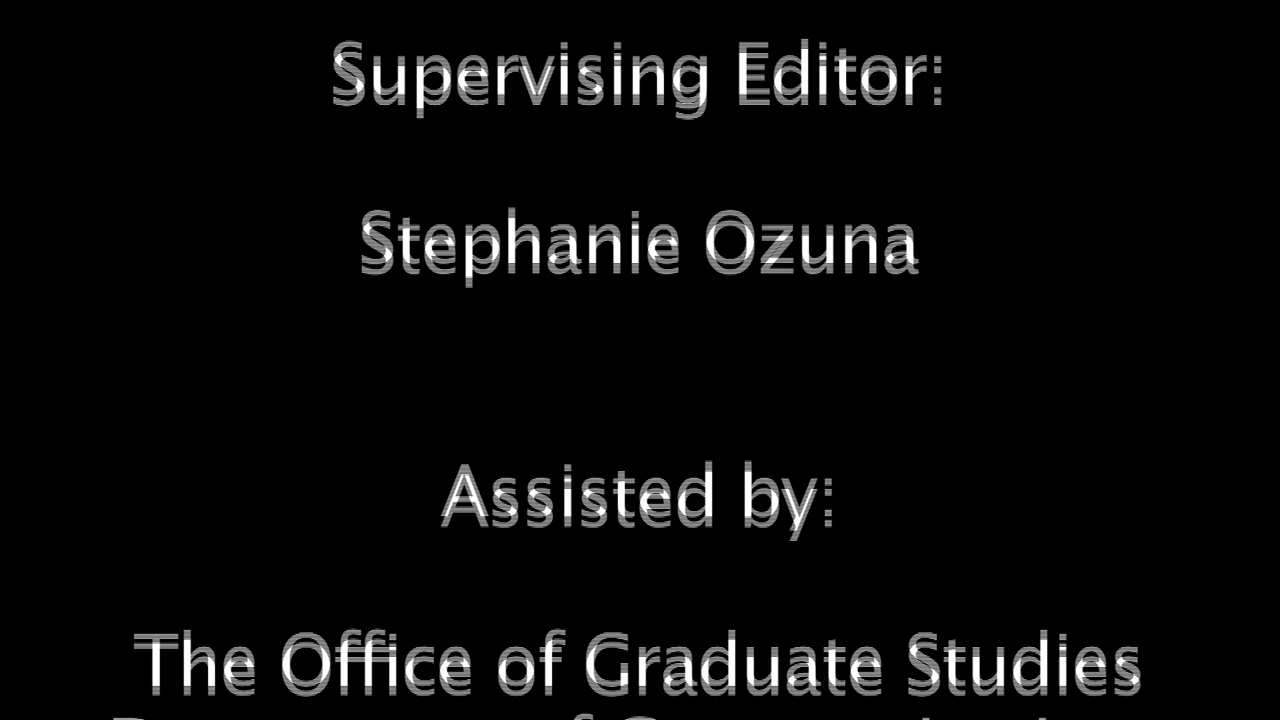 Supervising Editor:
Stephanie Ozuna
Assisted by:
The Office of Graduate Studies